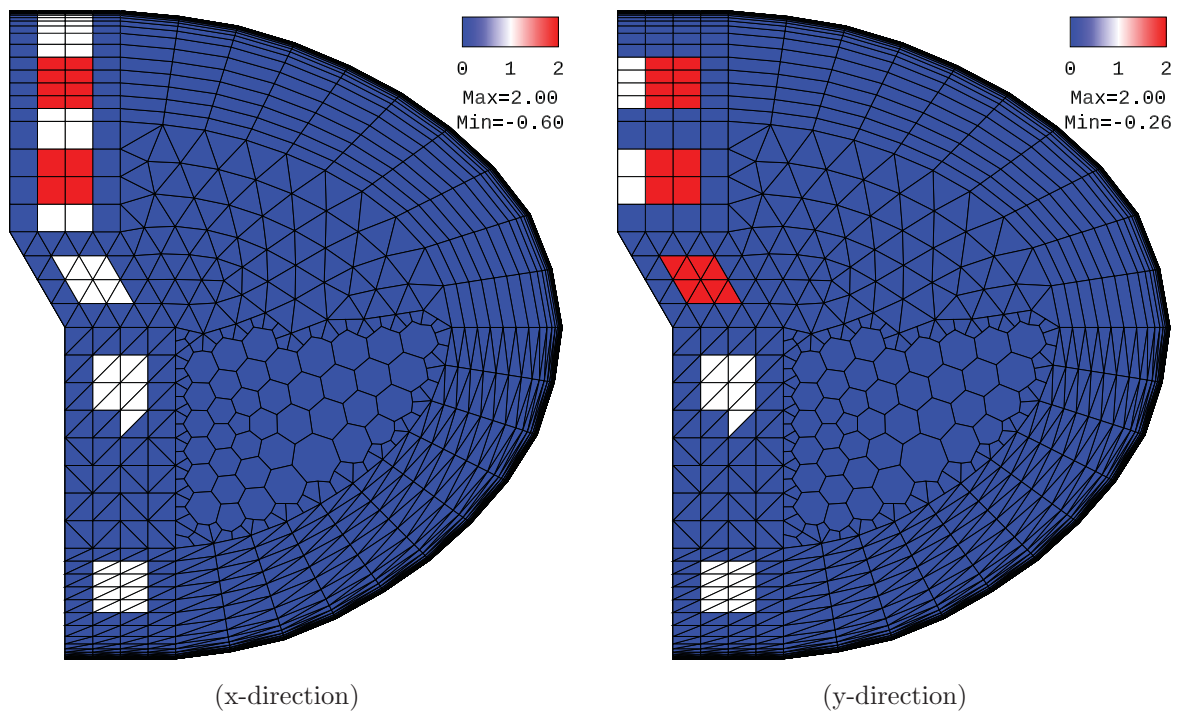 0 1 2
Max=2.00
Min=-0.60
0 1 2
Max=2.00
Min=-0.26
(x-direction)
(y-direction)